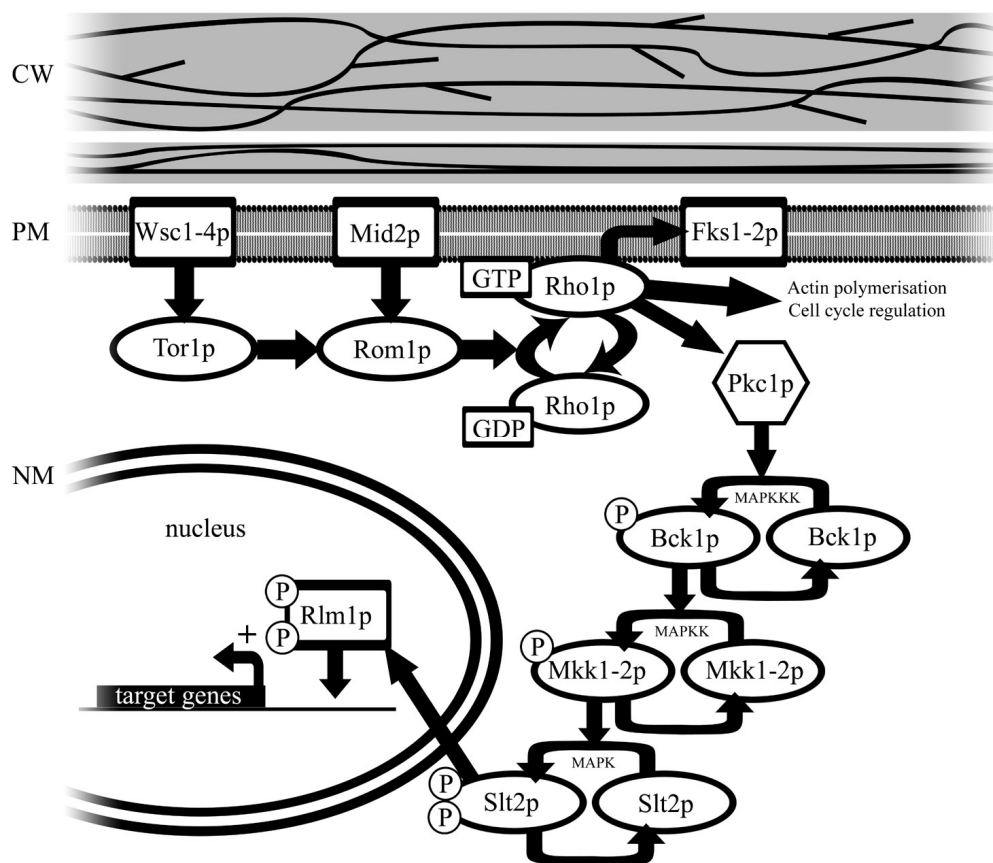 CW
PM
Wsc1-4p
Mid2p
Fks1-2p
GTP
Rho1p
Actin polymerisation
Cell cycle regulation
Tor1p
Rom1p
Pkc1p
Rho1p
GDP
NM
MAPKKK
nucleus
P
Bck1p
Bck1p
P
Rlm1p
P
+
MAPKK
P
Mkk1-2p
Mkk1-2p
target genes
MAPK
P
P
Slt2p
Slt2p